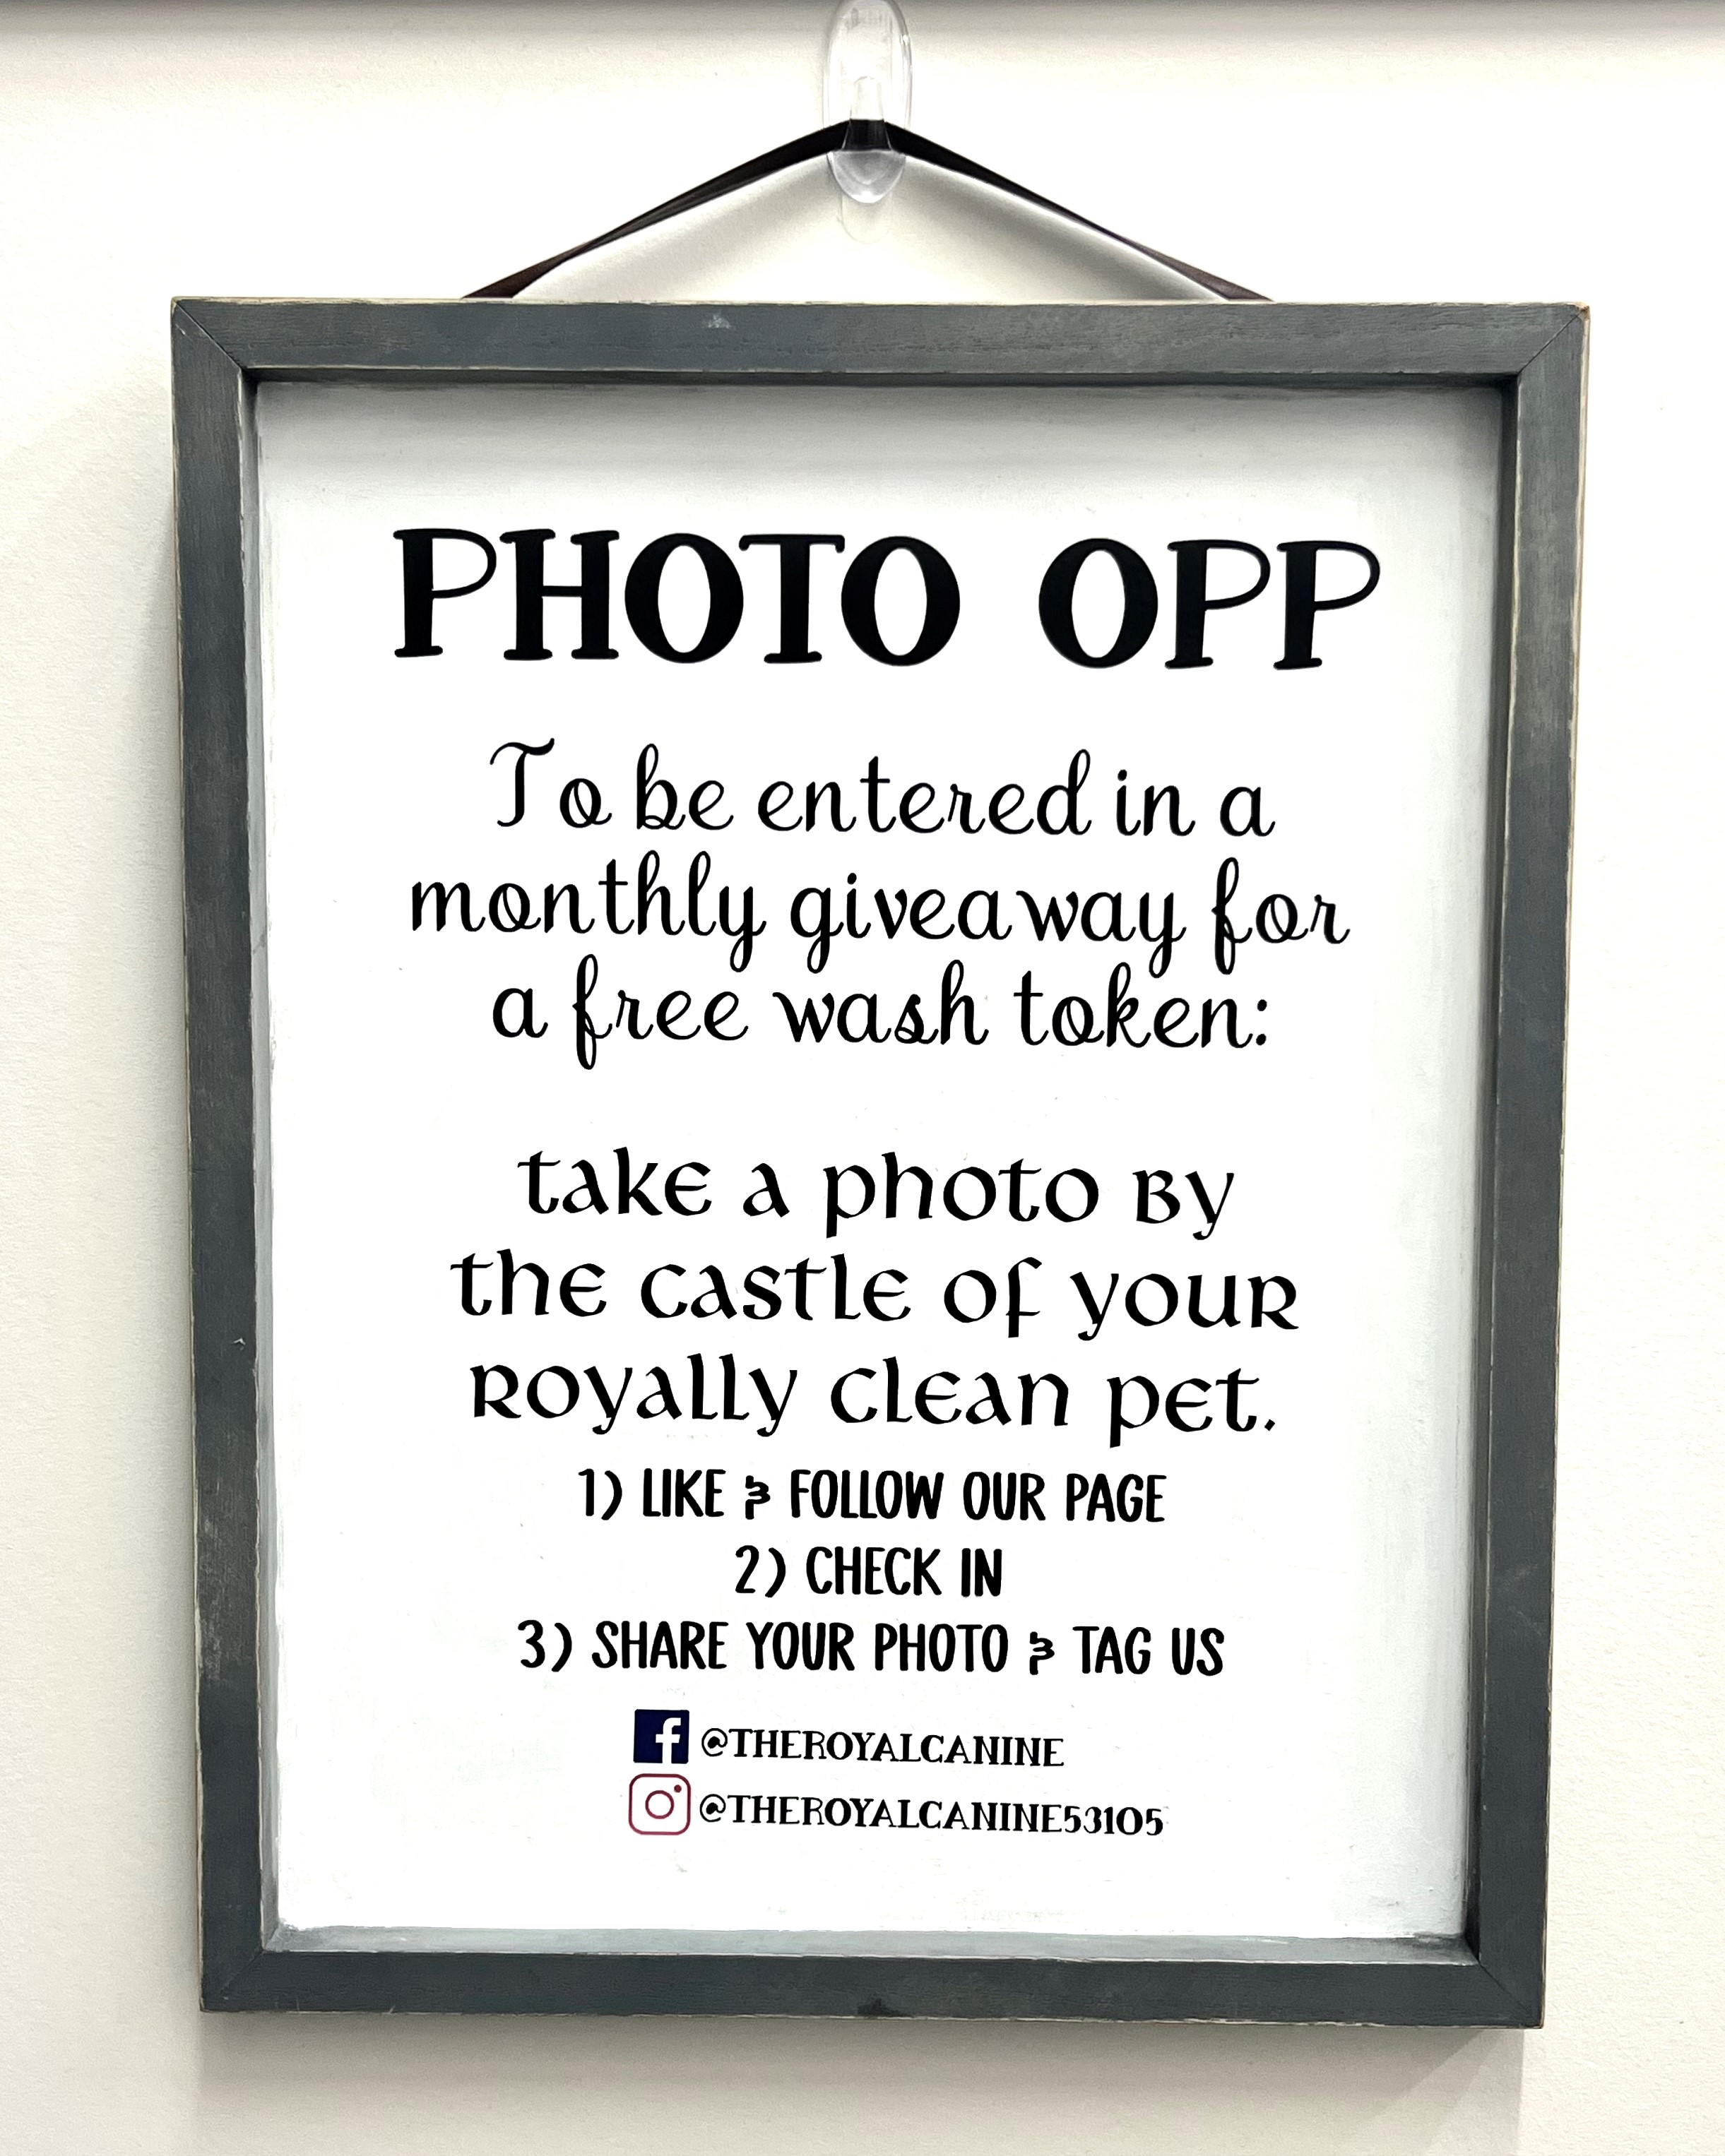 PHOTO OPP
To be entered in a
monthly giveaway for
a free wash token:
take a photo by
the castle of your
royally clean pet.
1) LIKE & FOLLOW OUR PAGE
2) CHECK IN
3) SHARE YOUR PHOTO & TAG US
@THEROYALCANINE
@THEROYALCANINE53105